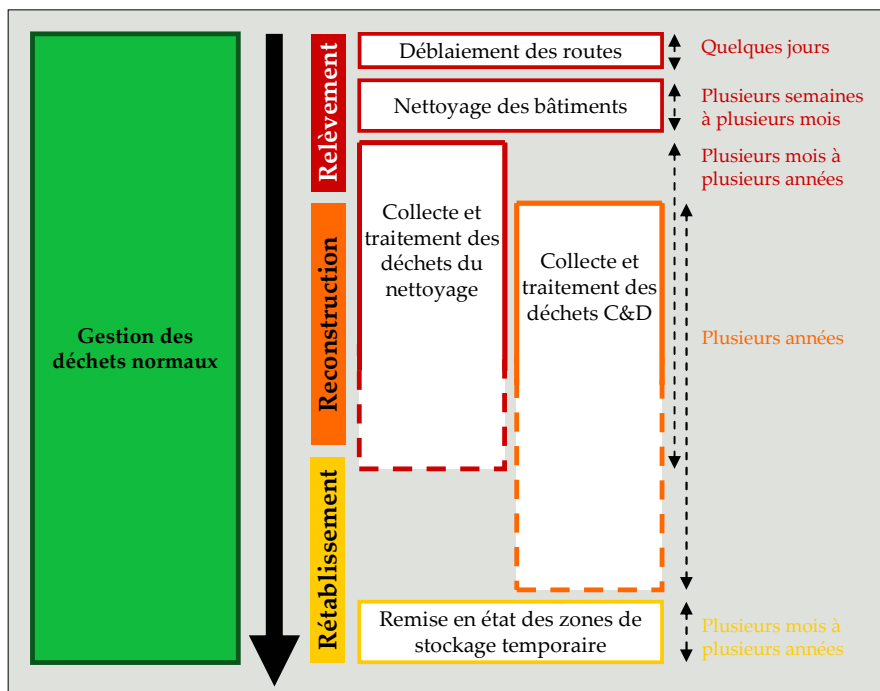 Gestion des
déchets normaux
Relèvement
Déblaiement des routes
Quelques jours
Nettoyage des bâtiments
Plusieurs semaines
à plusieurs mois
Collecte et
traitement des
déchets du
nettoyage
Plusieurs mois à
plusieurs années
Reconstruction
Collecte et
traitement des
déchets C&D
Plusieurs années
Rétablissement
Remise en état des zones de
stockage temporaire
Plusieurs mois à
plusieurs années